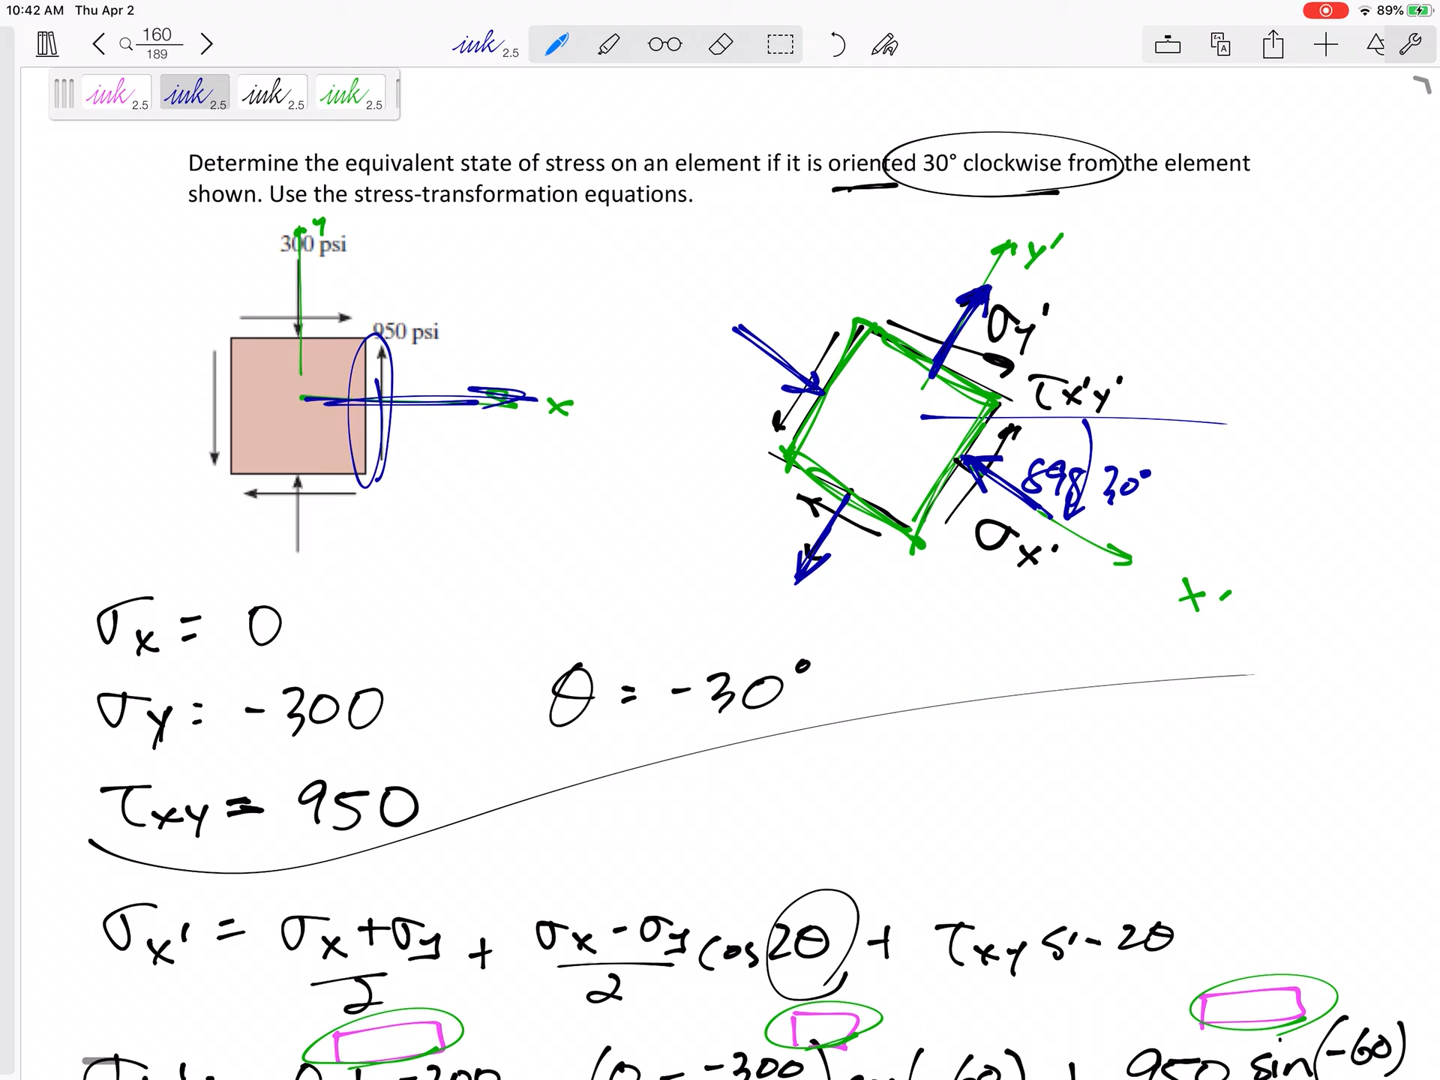 10:42 AM Thu Apr 2
89%
160
189
ink 2.5
ink 2.5
ink 2.5
ink 2.5
ink 2.5
Determine the equivalent state of stress on an element if it is oriented 30° clockwise from the element
shown. Use the stress-transformation equations.
y
300 psi
950 psi
x
y'
σy'
τx'y'
898
30°
σx'
x
σx = 0
σy = -300
θ = -30°
τxy = 950
σx' = σx + σy / 2 + σx - σy / 2 cos 2θ + τxy sin 2θ
950 sin(-60)